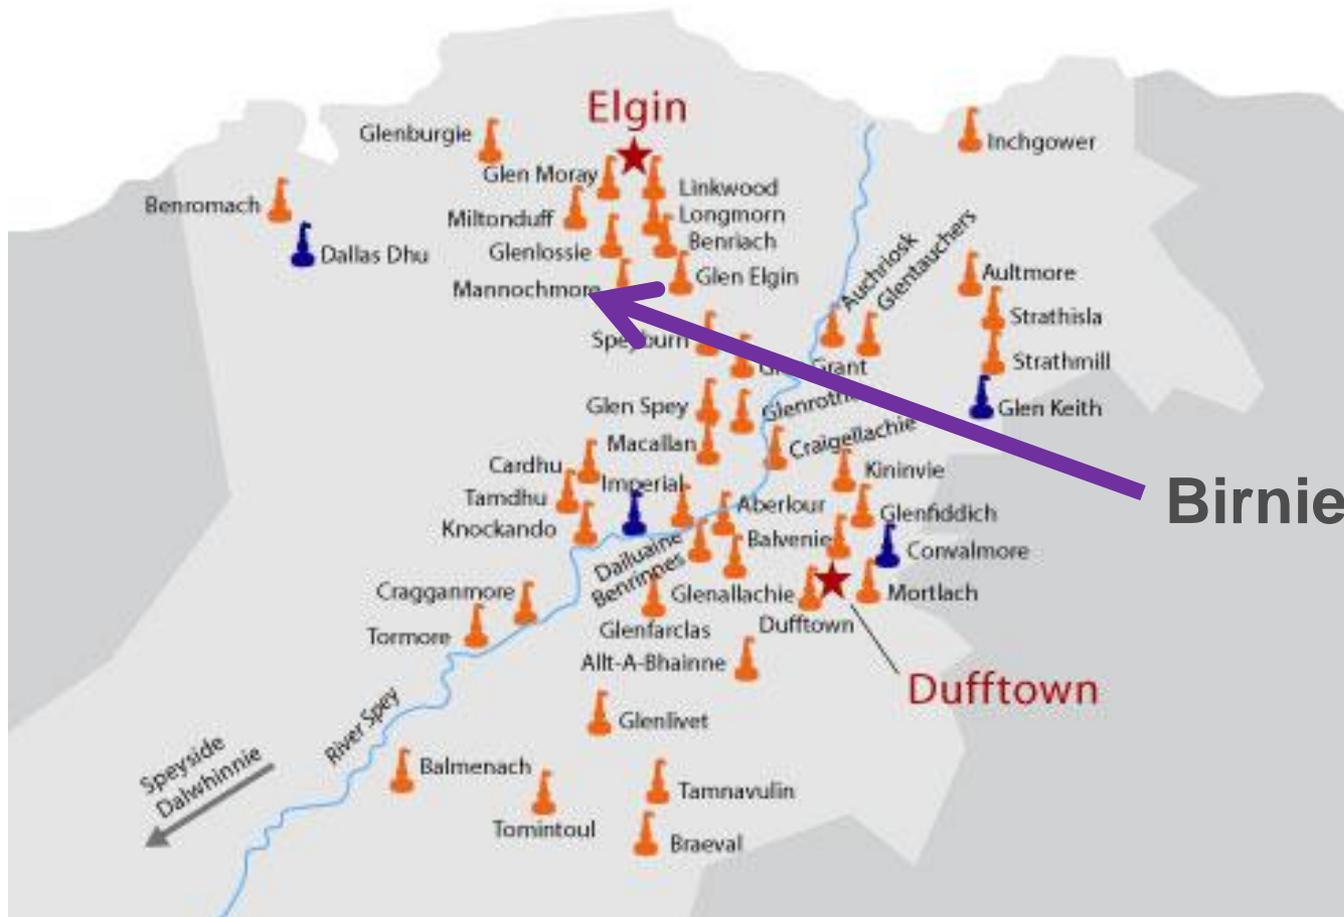 Elgin
Glenburgie
Inchgower
Glen Moray
Linkwood
Benromach
Miltonduff
Longmorn
Dallas Dhu
Glenlossie
Benriach
Auchriosk
Glentauchers
Mannochmore
Glen Elgin
Aultmore
Strathisla
Speyburn
Grant
Strathmill
Glen Spey
Glenrothes
Glen Keith
Macallan
Craigellachie
Cardhu
Imperial
Kininvie
Tamdhu
Aberlour
Glenfiddich
Birnie
Knockando
Dailuaine
Balvenie
Convalmore
Benrinnes
Cragganmore
Glenallachie
Mortlach
Tormore
Glenfarclas
Dufftown
Allt-A-Bhainne
Dufftown
River Spey
Glenlivet
Speyside
Dalwhinnie
Balmenach
Tamnavulin
Tomintoul
Braeval